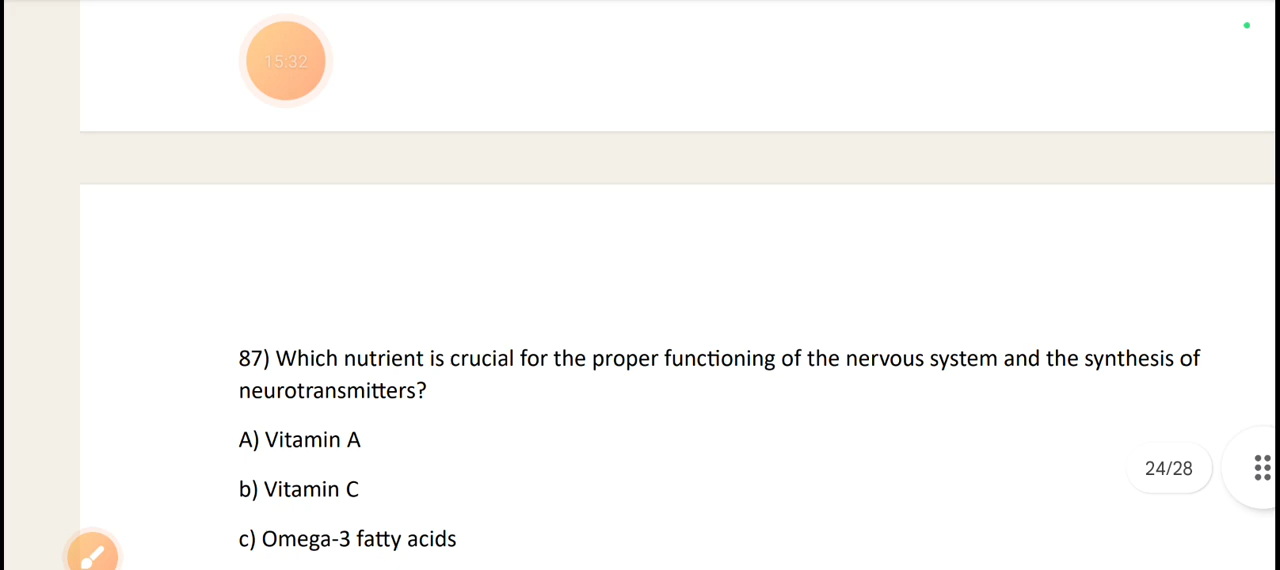 15:32
87) Which nutrient is crucial for the proper functioning of the nervous system and the synthesis of
neurotransmitters?
A) Vitamin A
b) Vitamin C
24/28
c) Omega-3 fatty acids